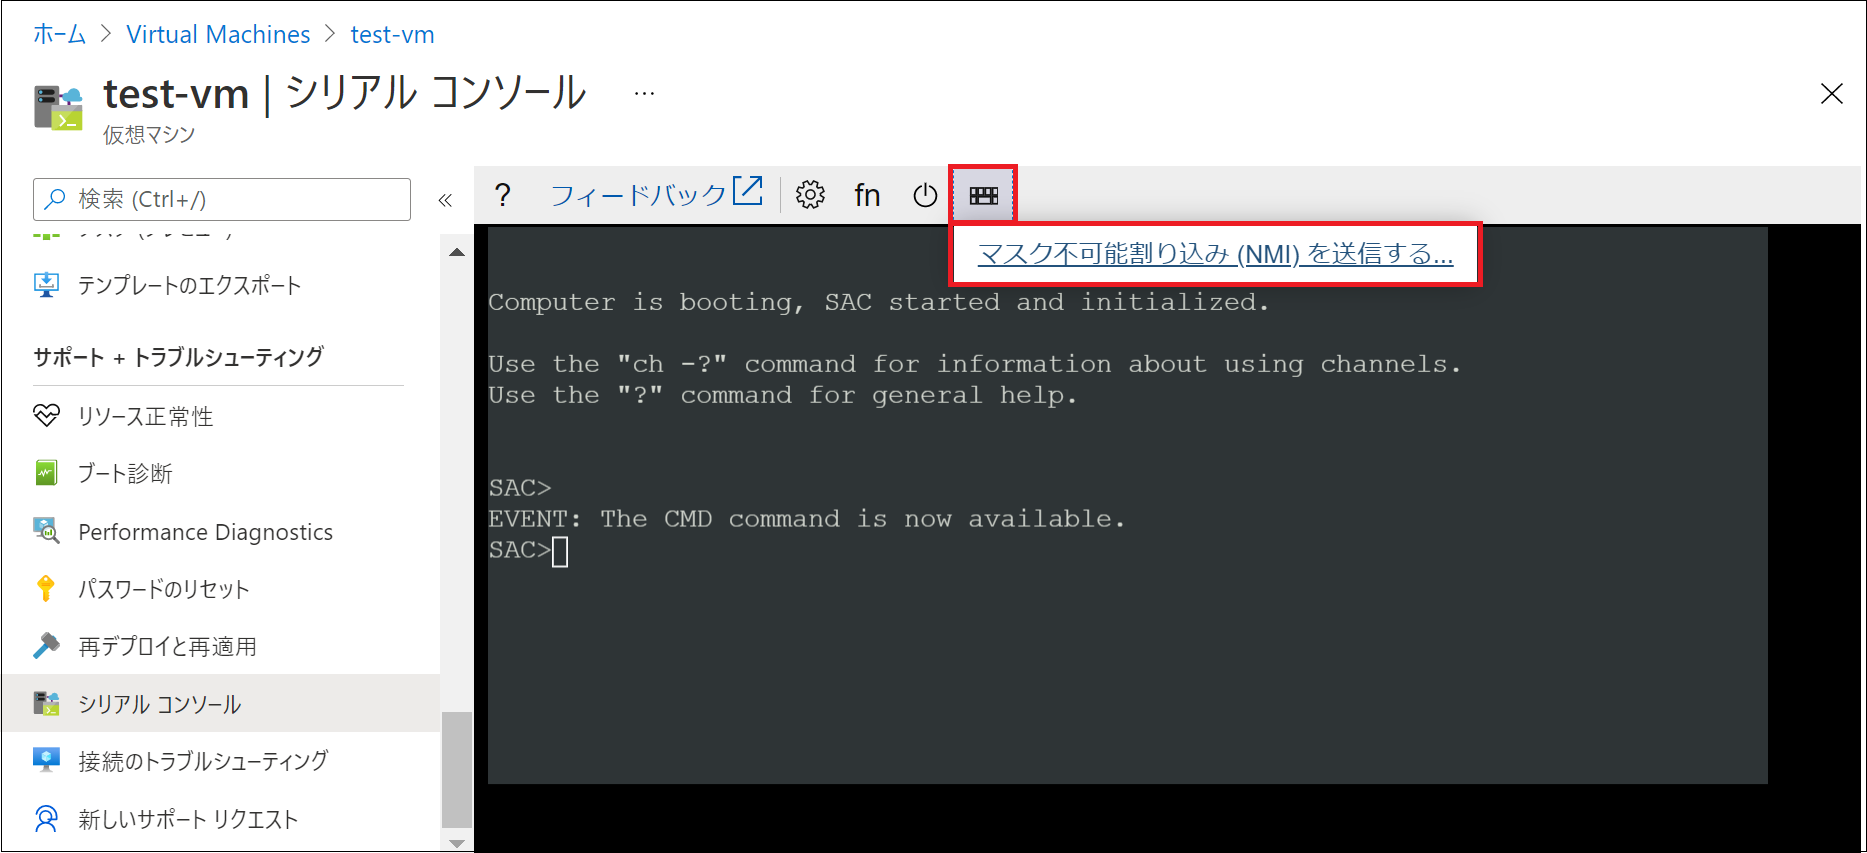 ホーム > Virtual Machines > test-vm
test-vm | シリアル コンソール ...
仮想マシン
検索 (Ctrl+/)
«
テンプレートのエクスポート
サポート + トラブルシューティング
リソース正常性
ブート診断
Performance Diagnostics
パスワードのリセット
再デプロイと再適用
シリアル コンソール
接続のトラブルシューティング
新しいサポート リクエスト
? フィードバック fn
マスク不可能割り込み (NMI) を送信する...
Computer is booting, SAC started and initialized.
Use the "ch -?" command for information about using channels.
Use the "?" command for general help.
SAC>
EVENT: The CMD command is now available.
SAC>